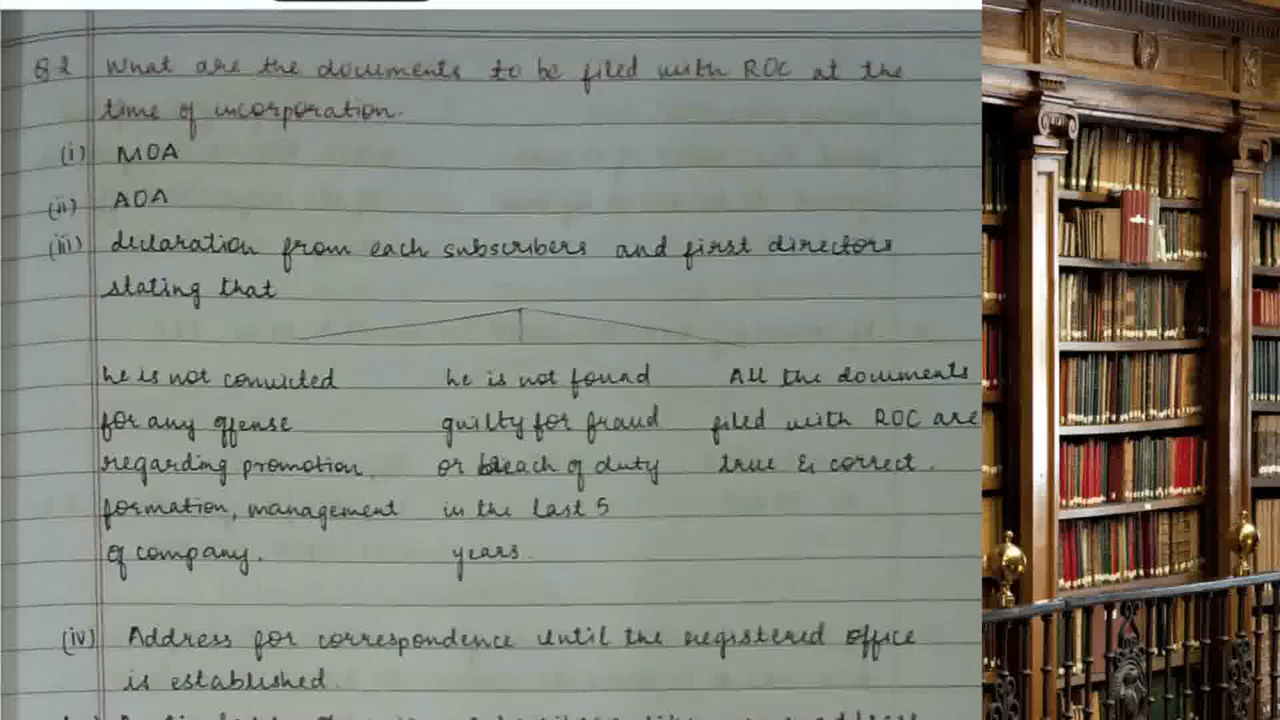 Q2 What are the documents to be filed with ROC at the
time of incorporation.
(i) MOA
(ii) AOA
(iii) declaration from each subscribers and first directors
stating that
he is not convicted
for any offense
regarding promotion,
formation, management
of company.
he is not found
guilty for fraud
or breach of duty
in the last 5
years.
All the documents
filed with ROC are
true & correct.
(iv) Address for correspondence until the registered office
is established.